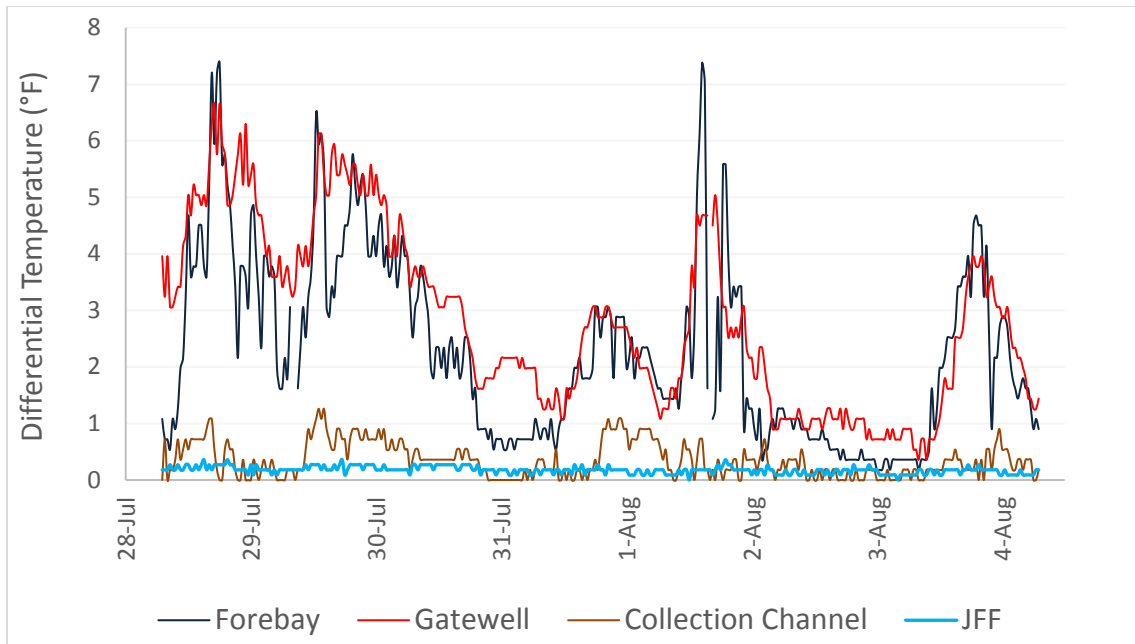 Differential Temperature (°F)
8
7
6
5
4
3
2
1
0
28-Jul
29-Jul
30-Jul
31-Jul
1-Aug
2-Aug
3-Aug
4-Aug
Forebay
Gatewell
Collection Channel
JFF